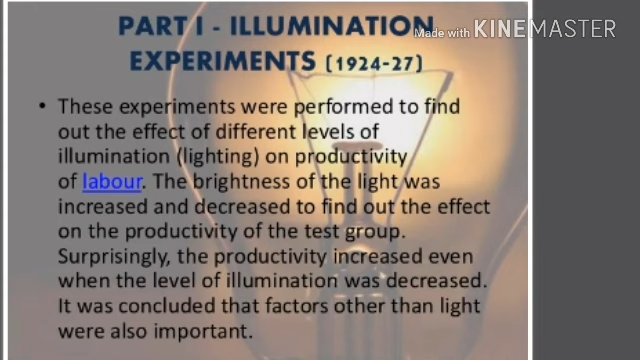 PART I - ILLUMINATION
Made with KINEMASTER
EXPERIMENTS (1924-27)
• These experiments were performed to find
out the effect of different levels of
illumination (lighting) on productivity
of labour. The brightness of the light was
increased and decreased to find out the effect
on the productivity of the test group.
Surprisingly, the productivity increased even
when the level of illumination was decreased.
It was concluded that factors other than light
were also important.